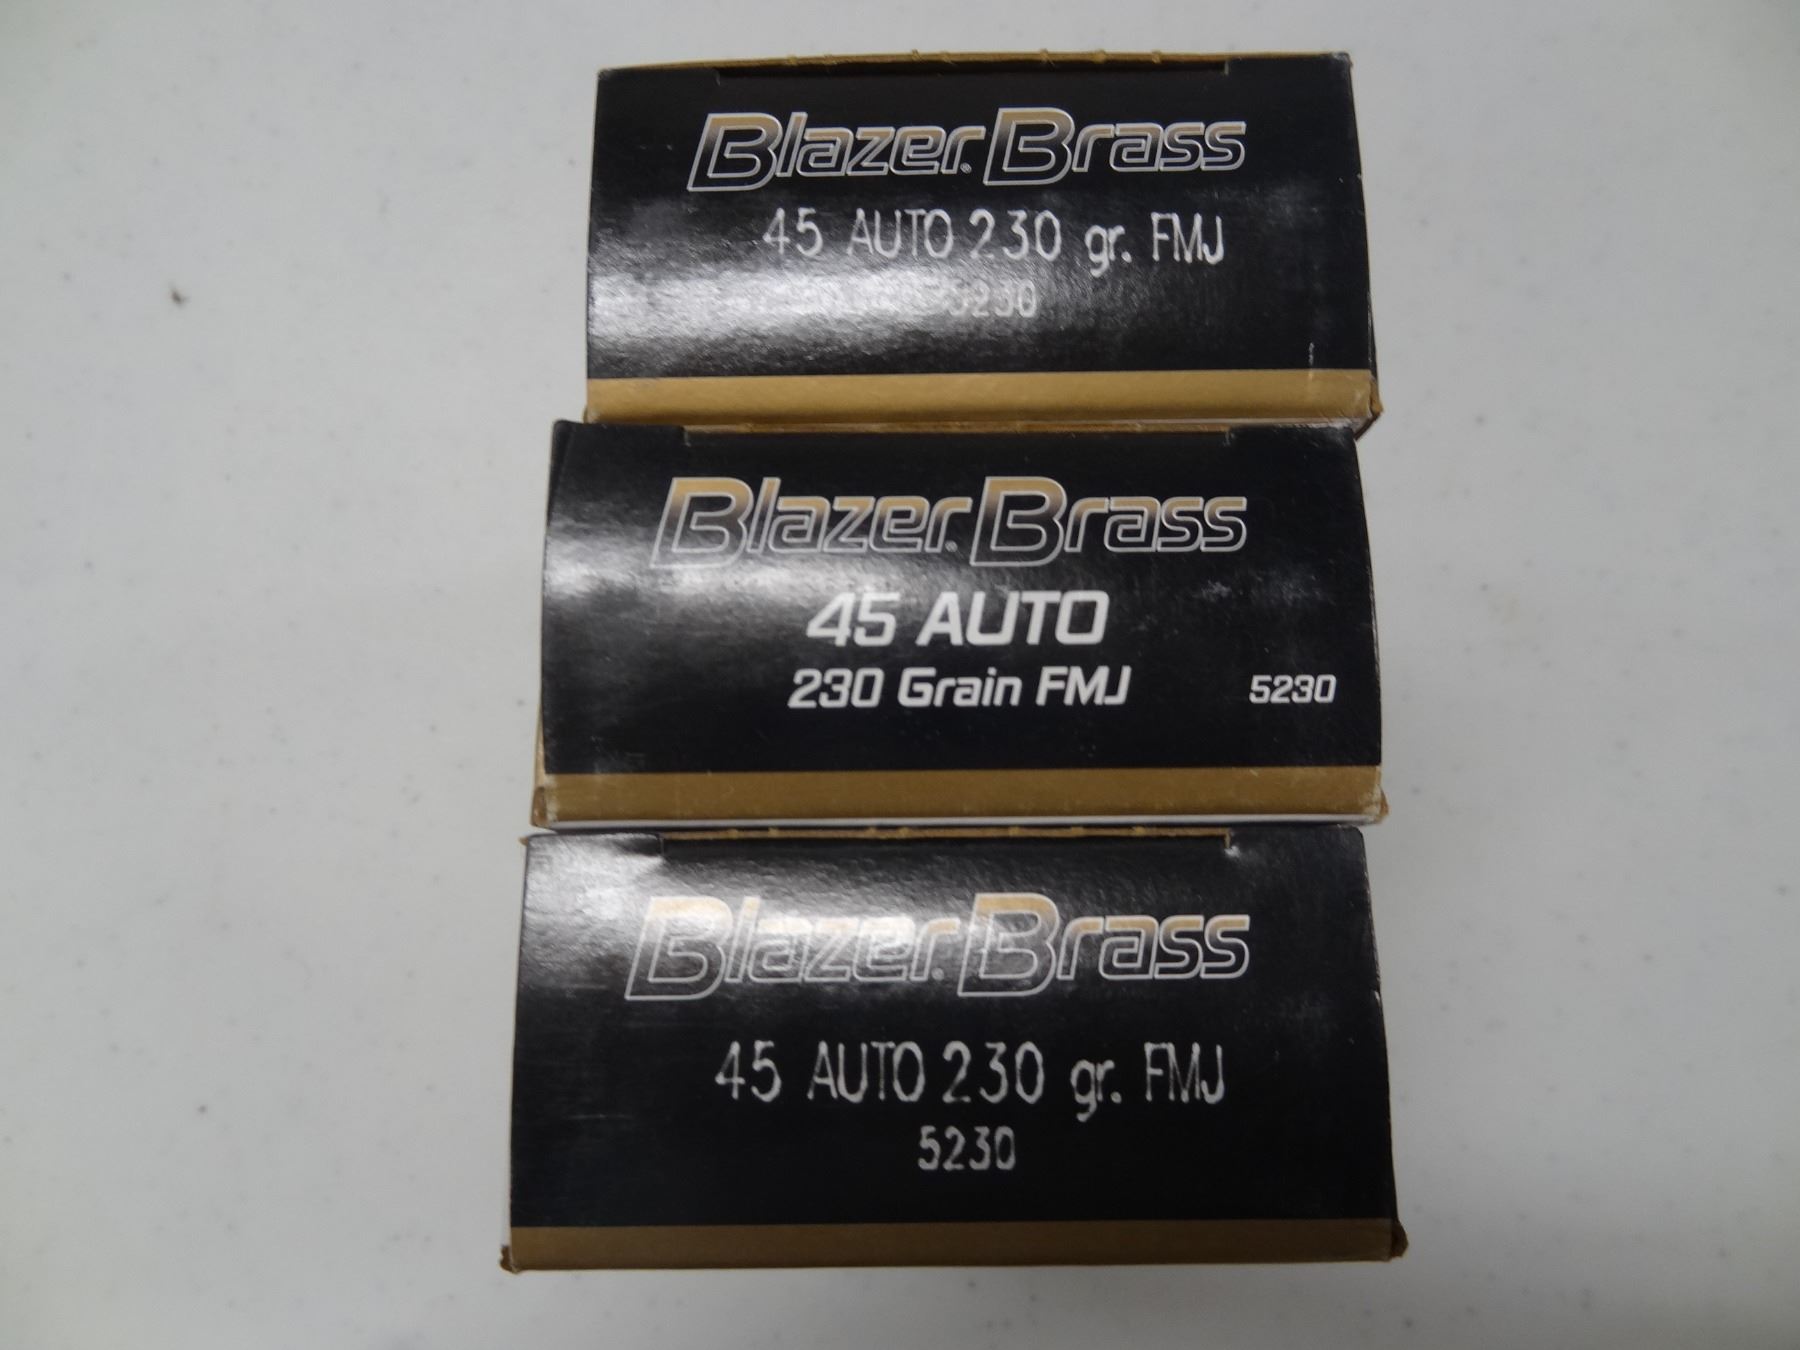 Blazer® Brass
45 AUTO 230 gr. FMJ
5230
Blazer® Brass
45 AUTO
230 Grain FMJ 5230
Blazer® Brass
45 AUTO 230 gr. FMJ
5230